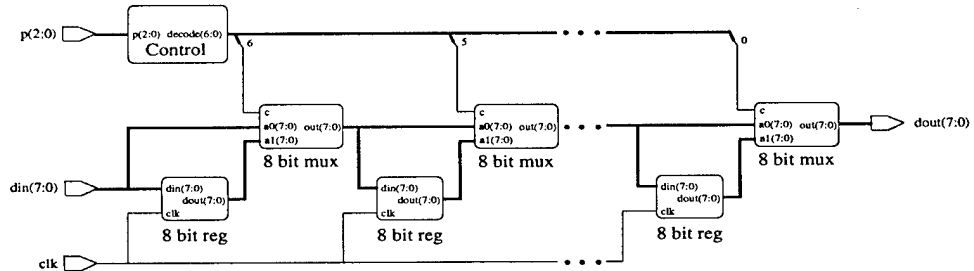 p(2:0)
p(2:0) decode(6:0)
Control
6
5
0
c
a0(7:0) out(7:0)
a1(7:0)
8 bit mux
c
a0(7:0) out(7:0)
a1(7:0)
8 bit mux
c
a0(7:0) out(7:0)
a1(7:0)
8 bit mux
dout(7:0)
din(7:0)
din(7:0)
dout(7:0)
clk
8 bit reg
din(7:0)
dout(7:0)
clk
8 bit reg
din(7:0)
dout(7:0)
clk
8 bit reg
clk